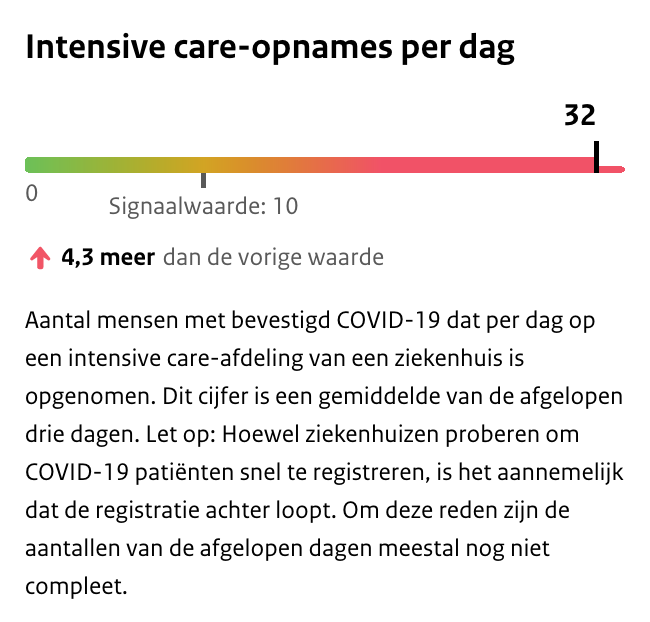 Intensive care-opnames per dag
32
0
Signaalwaarde: 10
4,3 meer dan de vorige waarde
Aantal mensen met bevestigd COVID-19 dat per dag op
een intensive care-afdeling van een ziekenhuis is
opgenomen. Dit cijfer is een gemiddelde van de afgelopen
drie dagen. Let op: Hoewel ziekenhuizen proberen om
COVID-19 patiënten snel te registreren, is het aannemelijk
dat de registratie achter loopt. Om deze reden zijn de
aantallen van de afgelopen dagen meestal nog niet
compleet.